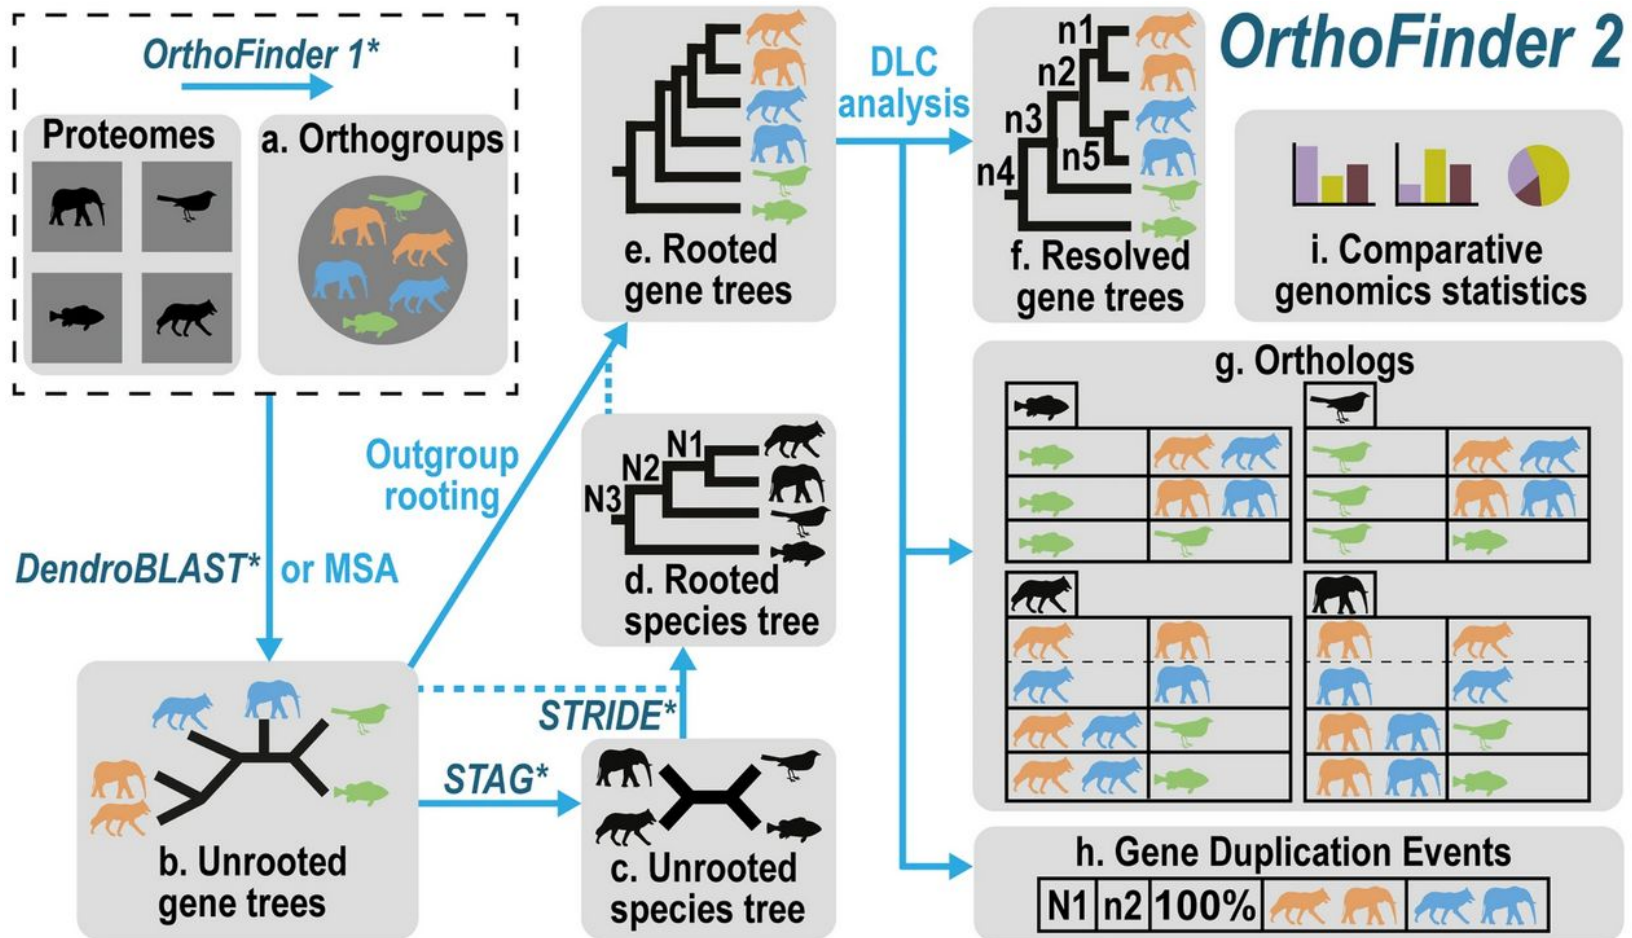 OrthoFinder 1*
Proteomes
a. Orthogroups
DendroBLAST* or MSA
b. Unrooted
gene trees
STAG*
STRIDE*
c. Unrooted
species tree
N1
N2
N3
d. Rooted
species tree
Outgroup
rooting
e. Rooted
gene trees
DLC
analysis
n1
n2
n3
n4
n5
f. Resolved
gene trees
OrthoFinder 2
i. Comparative
genomics statistics
g. Orthologs
h. Gene Duplication Events
N1 n2 100%